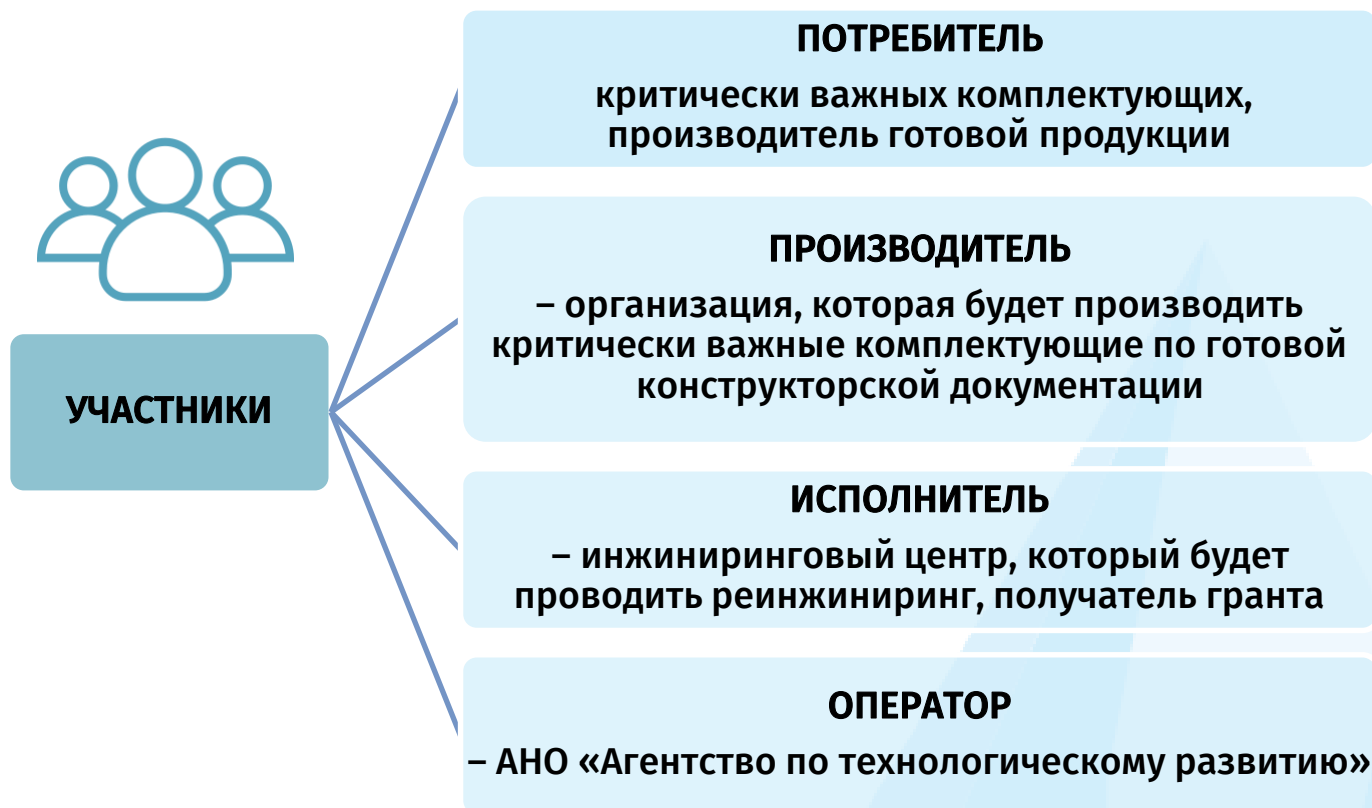 УЧАСТНИКИ
ПОТРЕБИТЕЛЬ
критически важных комплектующих,
производитель готовой продукции
ПРОИЗВОДИТЕЛЬ
– организация, которая будет производить
критически важные комплектующие по готовой
конструкторской документации
ИСПОЛНИТЕЛЬ
– инжиниринговый центр, который будет
проводить реинжиниринг, получатель гранта
ОПЕРАТОР
– АНО «Агентство по технологическому развитию»